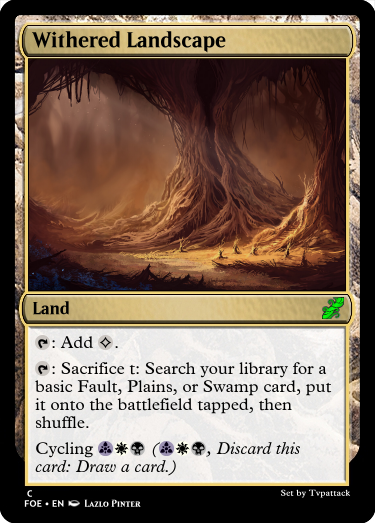 Withered Landscape
Land
: Add .
: Sacrifice t: Search your library for a
basic Fault, Plains, or Swamp card, put
it onto the battlefield tapped, then
shuffle.
Cycling (, Discard this
card: Draw a card.)
C
FOE • EN Lazlo Pinter
Set by Tvpattack